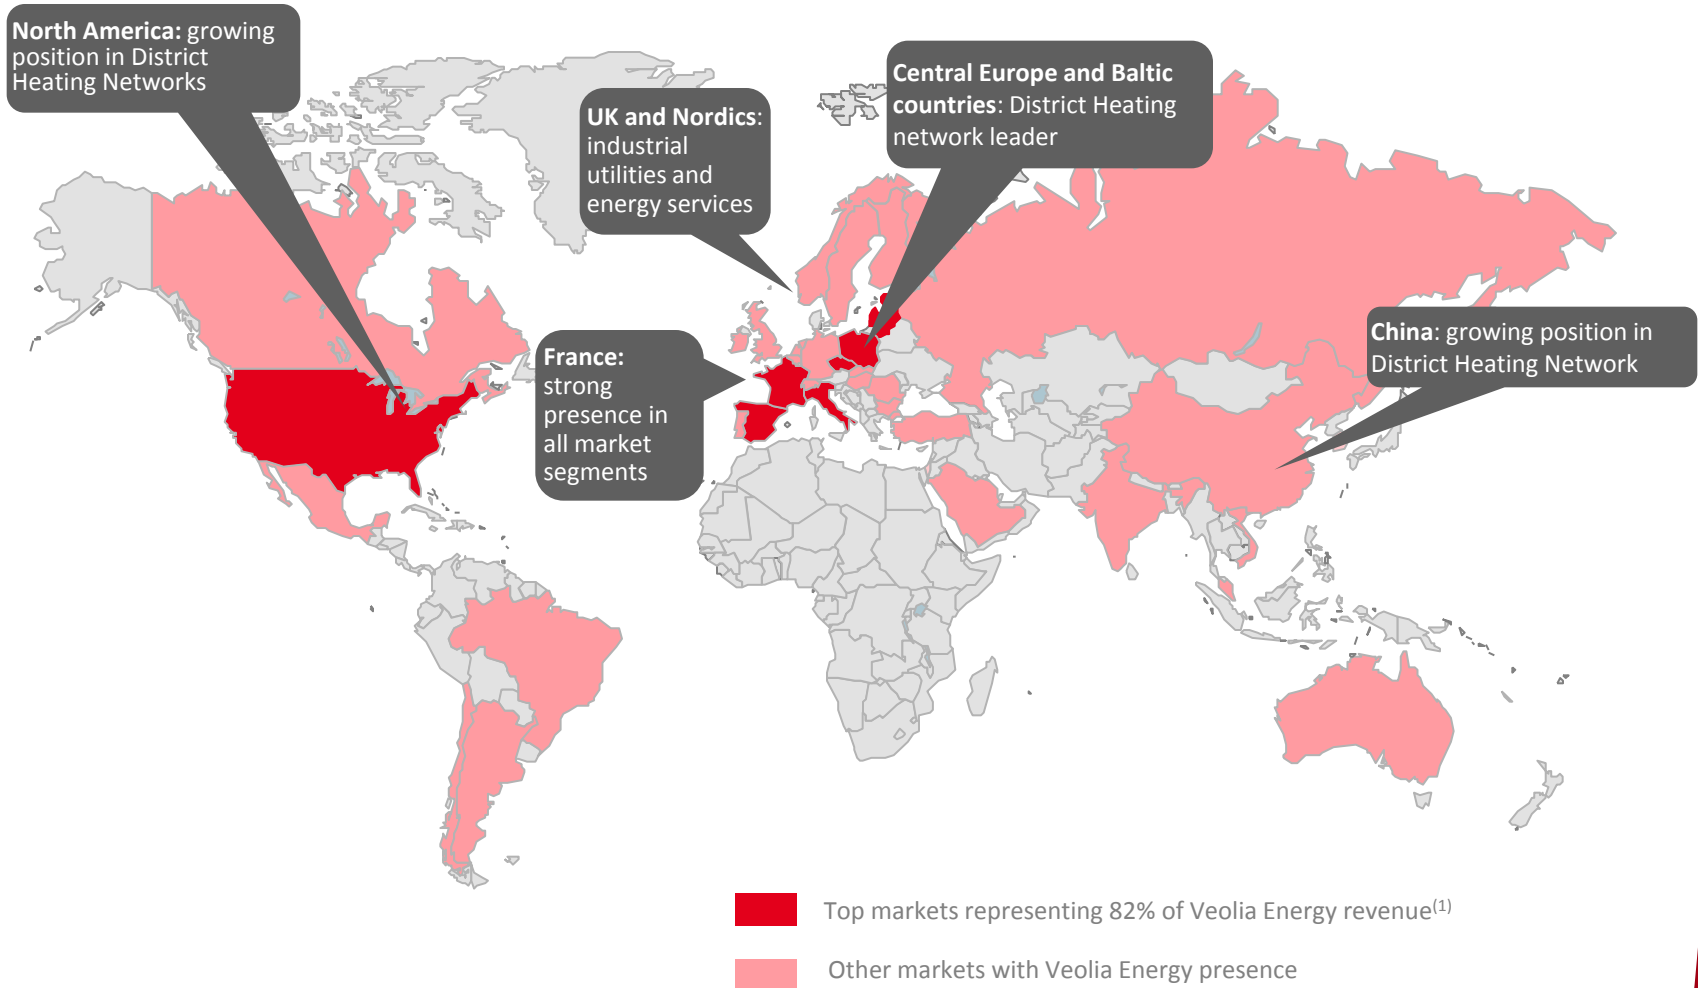 North America: growing
position in District
Heating Networks
UK and Nordics:
industrial
utilities and
energy services
Central Europe and Baltic
countries: District Heating
network leader
France:
strong
presence in
all market
segments
China: growing position in
District Heating Network
Top markets representing 82% of Veolia Energy revenue(1)
Other markets with Veolia Energy presence